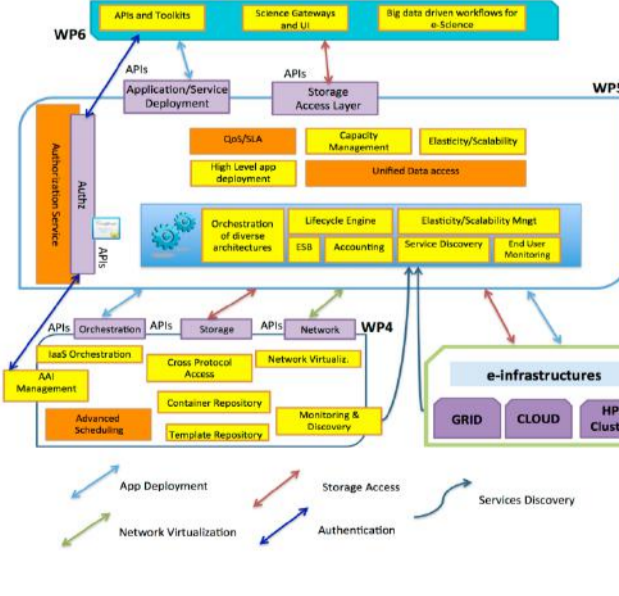 WP6
APIs and Toolkits
Science Gateways
and UI
Big data driven workflows for
e-Science
APIs
APIs
Application/Service
Deployment
Storage
Access Layer
WP5
Authorization Service
Authz
APIs
QoS/SLA
Capacity
Management
Elasticity/Scalability
High Level app
deployment
Unified Data access
Orchestration
of diverse
architectures
Lifecycle Engine
Elasticity/Scalability Mngt
ESB
Accounting
Service Discovery
End User
Monitoring
APIs
Orchestration
APIs
Storage
APIs
Network
WP4
IaaS Orchestration
Cross Protocol
Access
Network Virtualiz.
AAI
Management
Container Repository
Advanced
Scheduling
Template Repository
Monitoring &
Discovery
e-infrastructures
GRID
CLOUD
HP
Clust
App Deployment
Storage Access
Services Discovery
Network Virtualization
Authentication